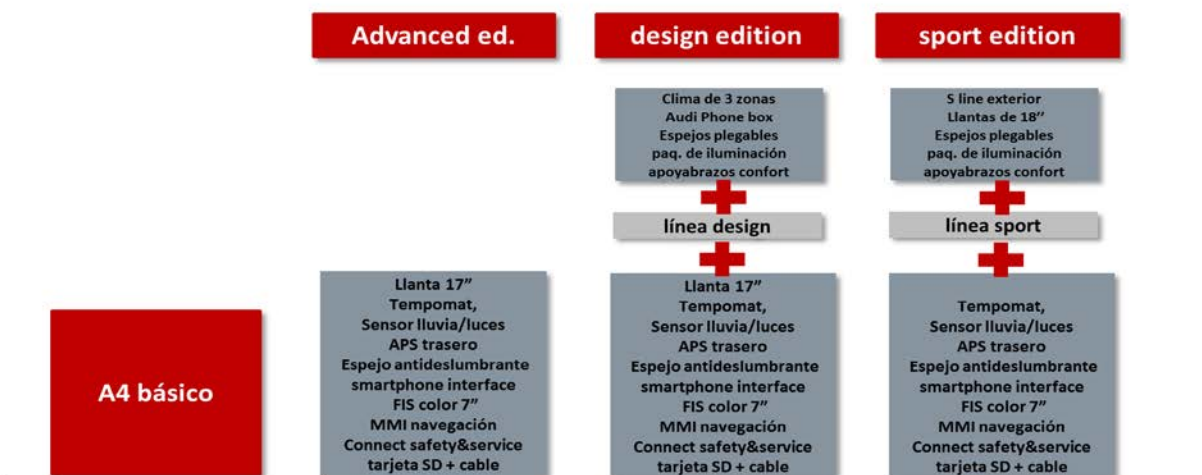 Advanced ed.
design edition
sport edition
Clima de 3 zonas
Audi Phone box
Espejos plegables
paq. de iluminación
apoyabrazos confort
S line exterior
Llantas de 18”
Espejos plegables
paq. de iluminación
apoyabrazos confort
línea design
línea sport
A4 básico
Llanta 17”
Tempomat,
Sensor lluvia/luces
APS trasero
Espejo antideslumbrante
smartphone interface
FIS color 7”
MMI navegación
Connect safety&service
tarjeta SD + cable
Llanta 17”
Tempomat,
Sensor lluvia/luces
APS trasero
Espejo antideslumbrante
smartphone interface
FIS color 7”
MMI navegación
Connect safety&service
tarjeta SD + cable
Tempomat,
Sensor lluvia/luces
APS trasero
Espejo antideslumbrante
smartphone interface
FIS color 7”
MMI navegación
Connect safety&service
tarjeta SD + cable